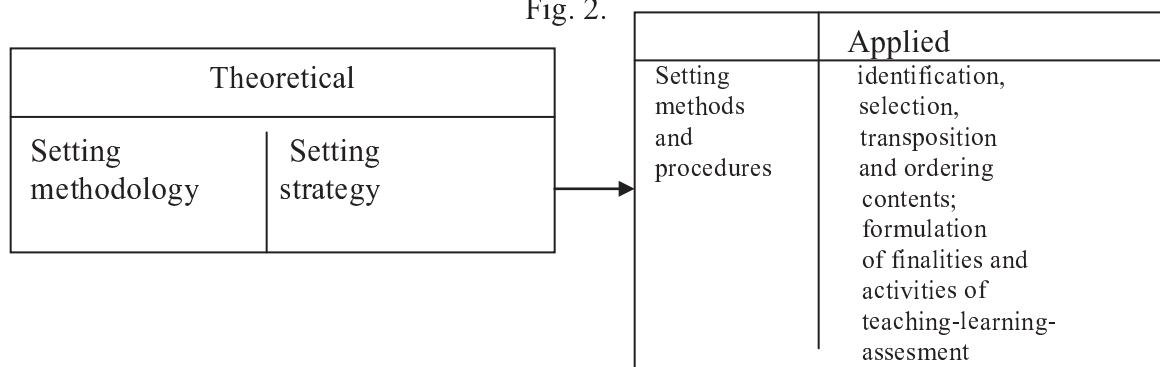 Fig. 2.
Theoretical
Setting
methodology
Setting
strategy
Applied
Setting
methods
and
procedures
identification,
selection,
transposition
and ordering
contents;
formulation
of finalities and
activities of
teaching-learning-
assesment